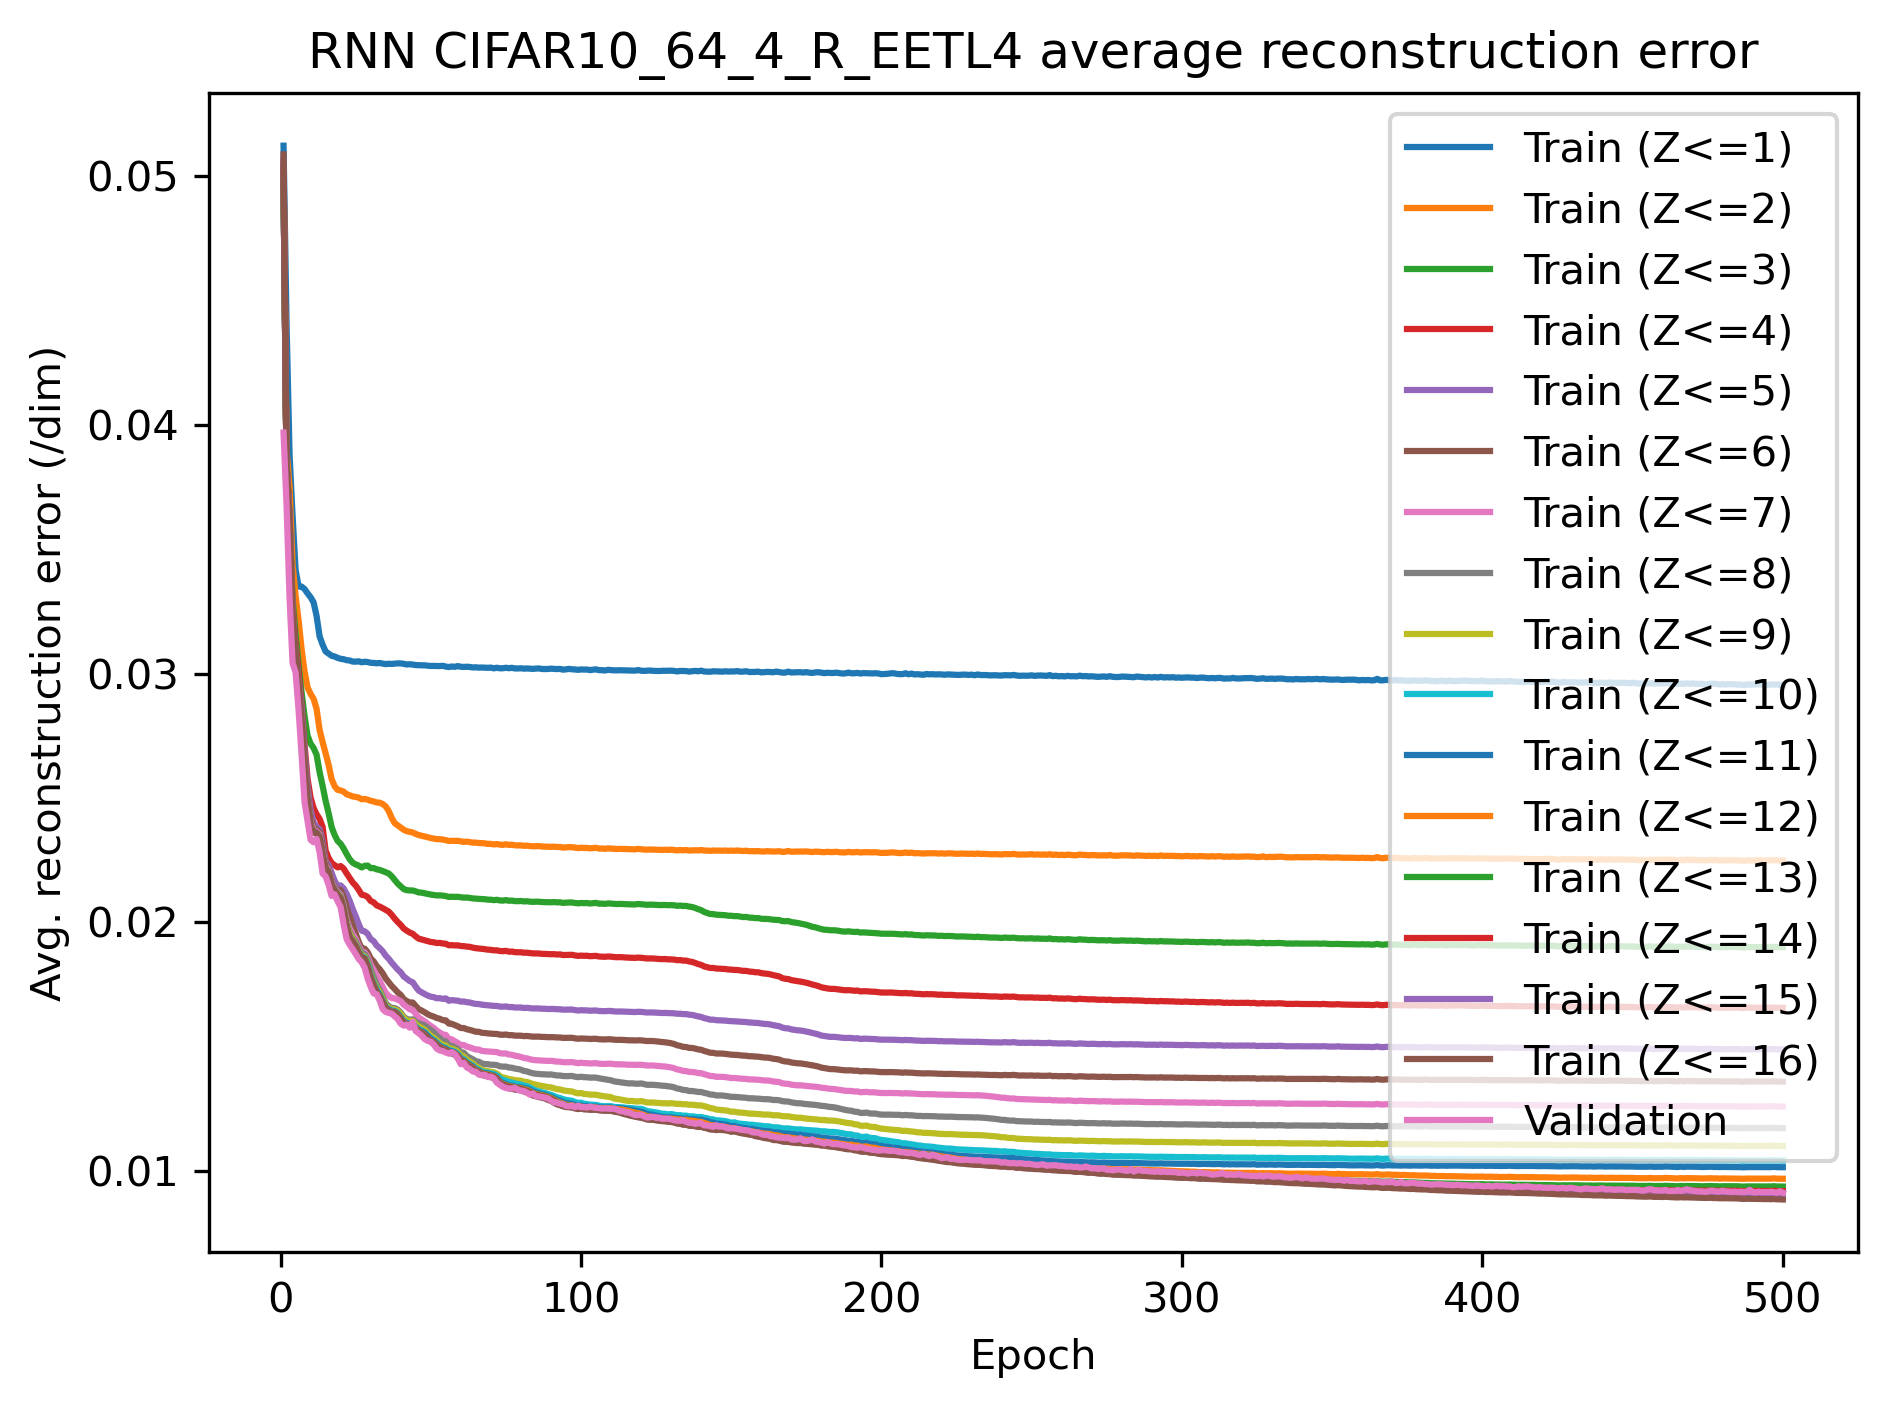 RNN CIFAR10_64_4_R_EETL4 average reconstruction error
Avg. reconstruction error (/dim)
0.05
0.04
0.03
0.02
0.01
Train (Z<=1)
Train (Z<=2)
Train (Z<=3)
Train (Z<=4)
Train (Z<=5)
Train (Z<=6)
Train (Z<=7)
Train (Z<=8)
Train (Z<=9)
Train (Z<=10)
Train (Z<=11)
Train (Z<=12)
Train (Z<=13)
Train (Z<=14)
Train (Z<=15)
Train (Z<=16)
Validation
0 100 200 300 400 500
Epoch